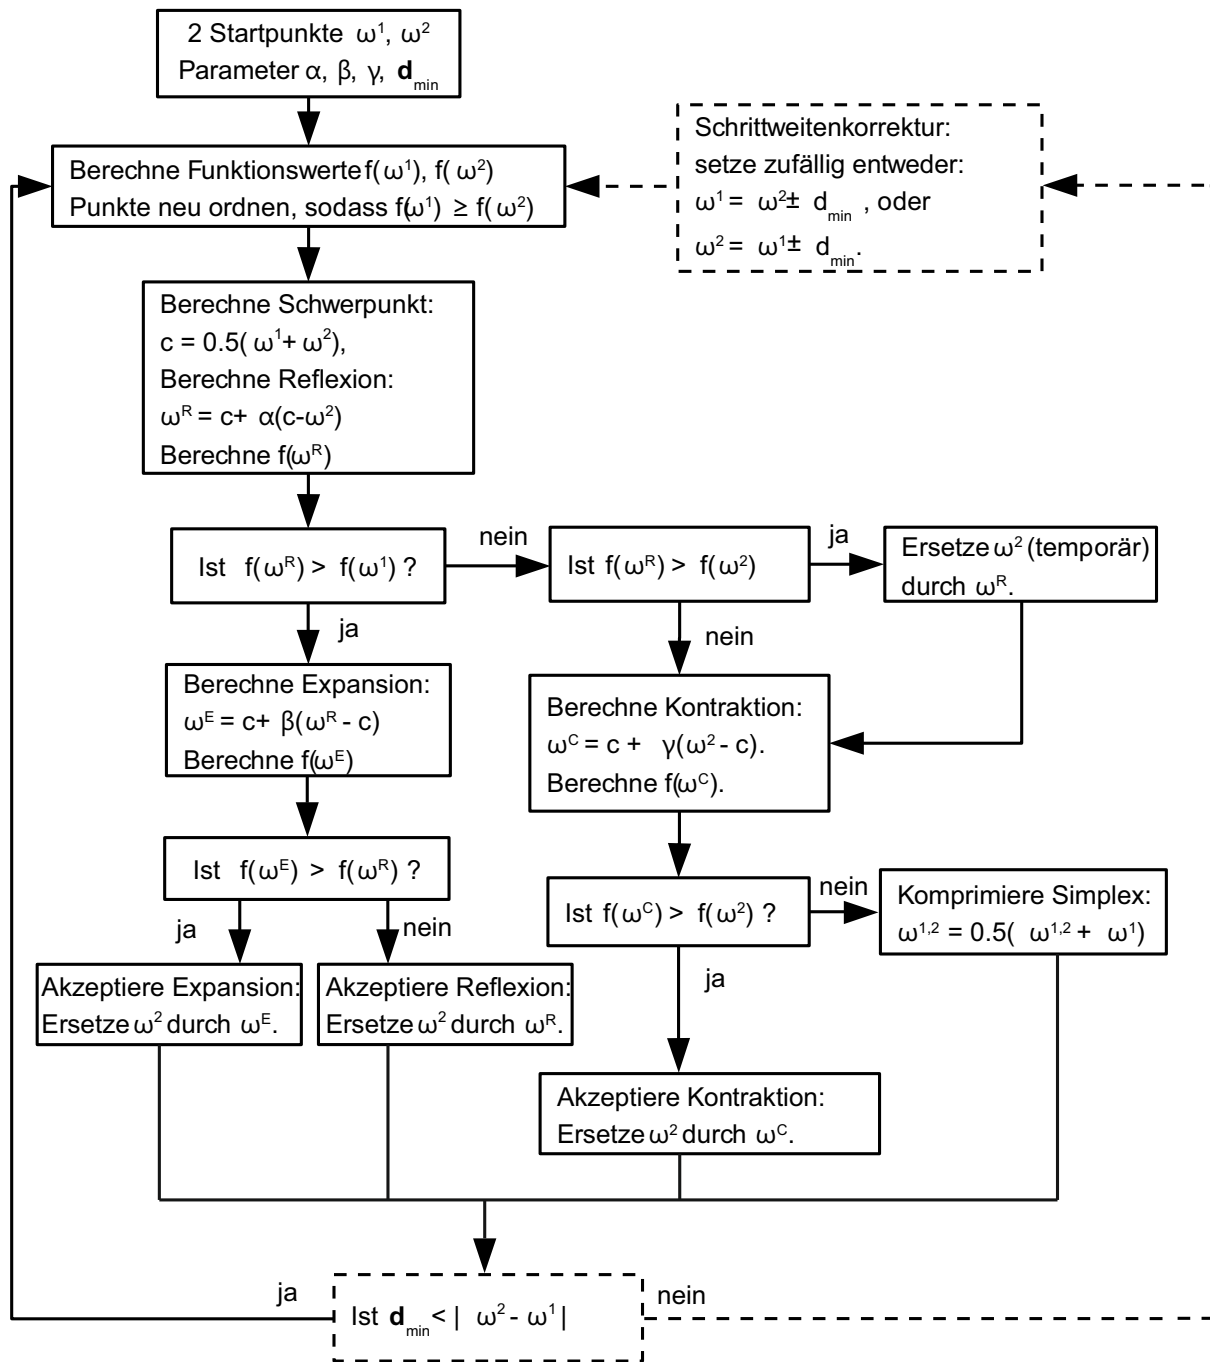 2 Startpunkte ω¹, ω²
Parameter α, β, γ, d_min
Schrittweitenkorrektur:
setze zufällig entweder:
ω¹ = ω² ± d_min , oder
ω² = ω¹ ± d_min.
Berechne Funktionswerte f(ω¹), f(ω²)
Punkte neu ordnen, sodass f(ω¹) ≥ f(ω²)
Berechne Schwerpunkt:
c = 0.5( ω¹+ ω²),
Berechne Reflexion:
ω^R = c+ α(c-ω²)
Berechne f(ω^R)
Ist f(ω^R) > f(ω¹) ?
nein
Ist f(ω^R) > f(ω²)
ja
Ersetze ω² (temporär)
durch ω^R.
ja
nein
Berechne Expansion:
ω^E = c+ β(ω^R - c)
Berechne f(ω^E)
Berechne Kontraktion:
ω^C = c + γ(ω² - c).
Berechne f(ω^C).
Ist f(ω^E) > f(ω^R) ?
ja
nein
Ist f(ω^C) > f(ω²) ?
nein
Komprimiere Simplex:
ω^1,2 = 0.5( ω^1,2 + ω¹)
ja
Akzeptiere Expansion:
Ersetze ω² durch ω^E.
Akzeptiere Reflexion:
Ersetze ω² durch ω^R.
Akzeptiere Kontraktion:
Ersetze ω² durch ω^C.
ja
Ist d_min < | ω² - ω¹ |
nein